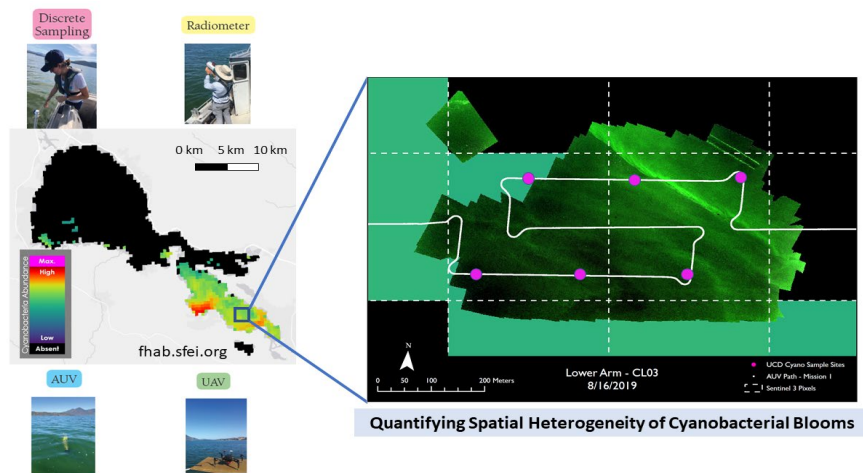 Discrete
Sampling
Radiometer
0 km 5 km 10 km
Cyanobacteria Abundance
Max.
High
Low
Absent
fhab.sfei.org
AUV
UAV
N
0 50 100 200 Meters
Lower Arm - CL03
8/16/2019
UCD Cyano Sample Sites
AUV Path - Mission 1
Sentinel 3 Pixels
Quantifying Spatial Heterogeneity of Cyanobacterial Blooms